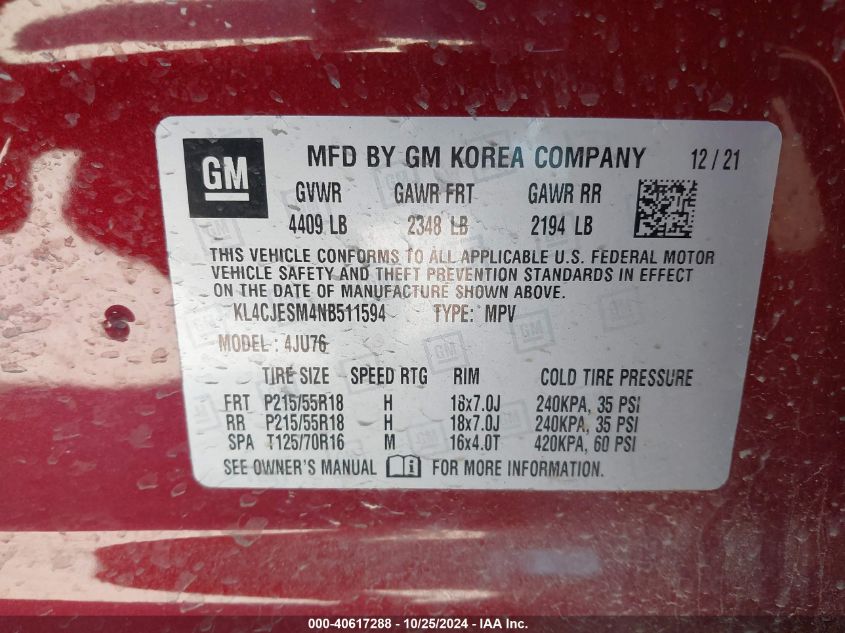 GM
MFD BY GM KOREA COMPANY 12 / 21
GVWR GAWR FRT GAWR RR
4409 LB 2348 LB 2194 LB
THIS VEHICLE CONFORMS TO ALL APPLICABLE U.S. FEDERAL MOTOR
VEHICLE SAFETY AND THEFT PREVENTION STANDARDS IN EFFECT
ON THE DATE OF MANUFACTURE SHOWN ABOVE.
KL4CJESM4NB511594 TYPE: MPV
MODEL: 4JU76
TIRE SIZE SPEED RTG RIM COLD TIRE PRESSURE
FRT P215/55R18 H 18x7.0J 240KPA, 35 PSI
RR P215/55R18 H 18x7.0J 240KPA, 35 PSI
SPA T125/70R16 M 16x4.0T 420KPA, 60 PSI
SEE OWNER'S MANUAL FOR MORE INFORMATION.
000-40617288 - 10/25/2024 - IAA Inc.